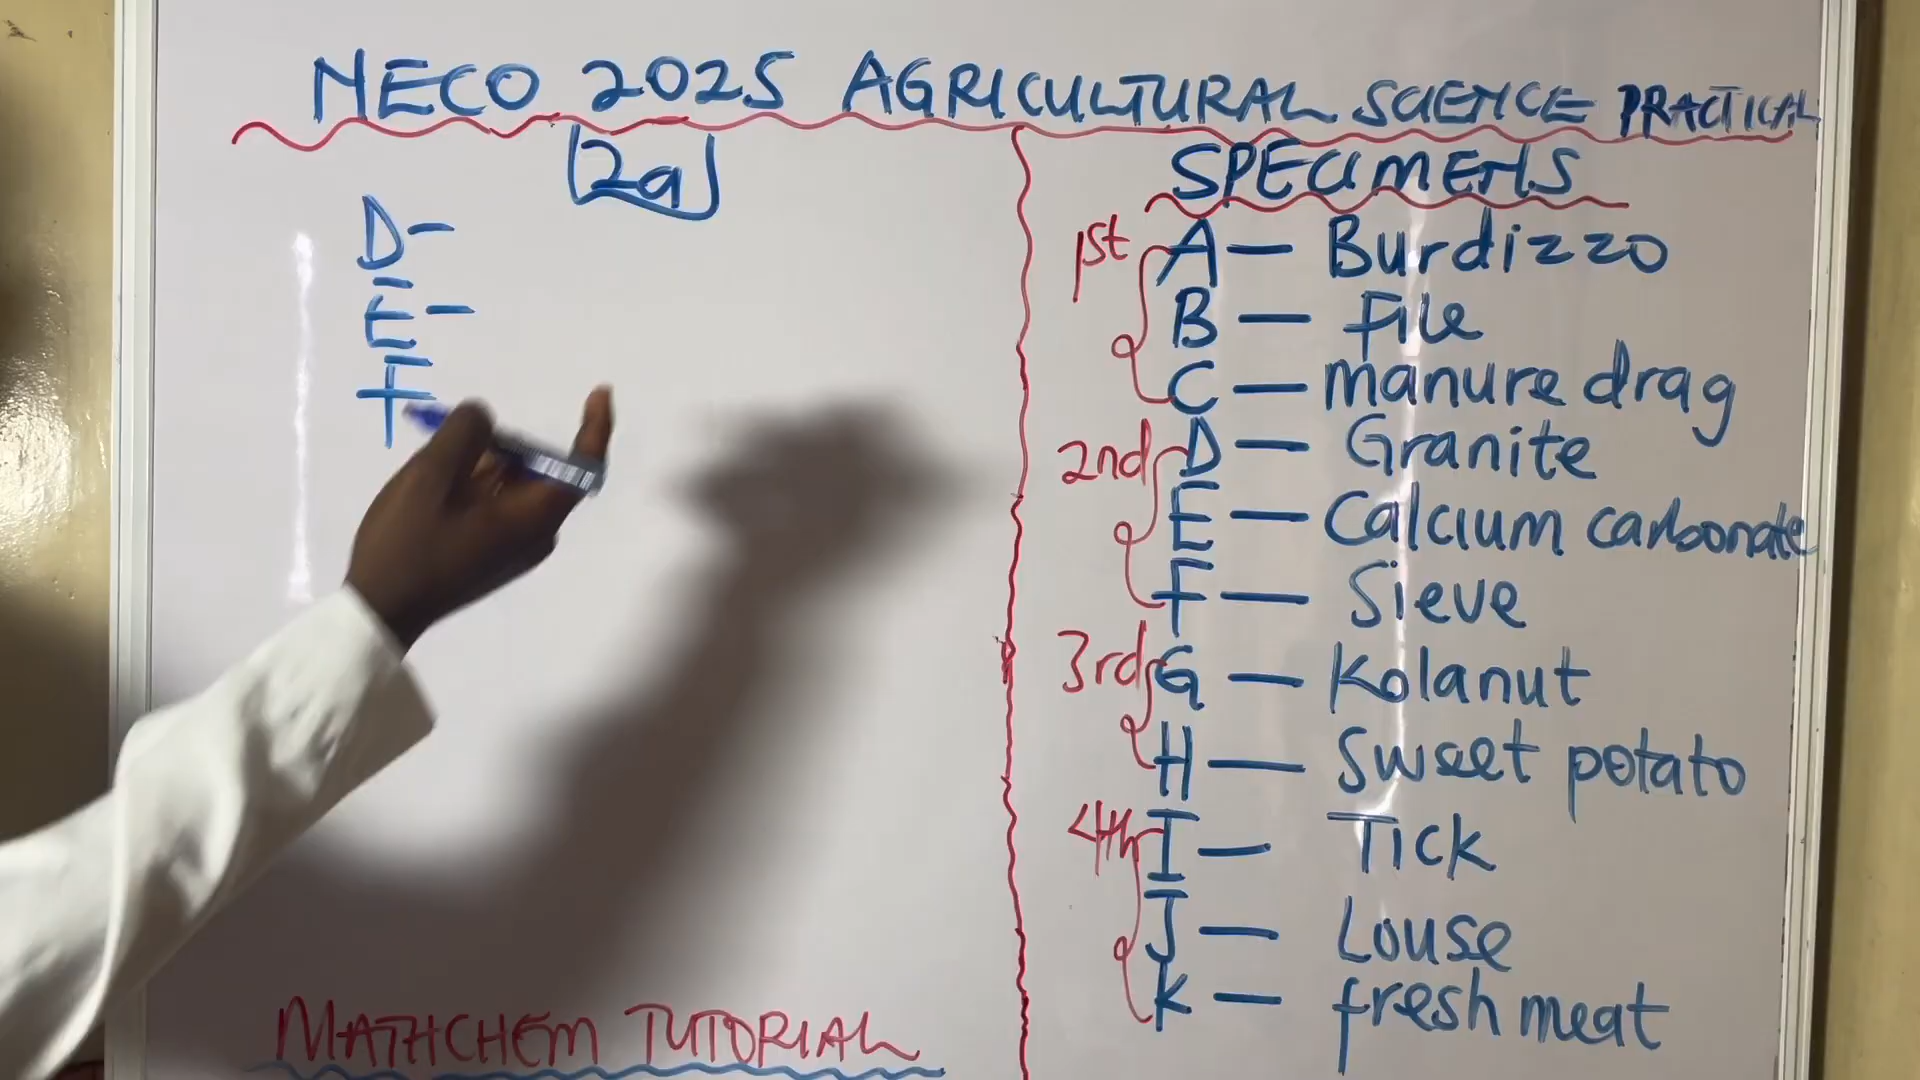 NECO 2025 AGRICULTURAL SCIENCE PRACTICAL
[2a]
D-
E-
F
MATHCHEM TUTORIAL
SPECIMENS
1st A — Burdizzo
B — File
C — manure drag
2nd D — Granite
E — Calcium carbonate
F — Sieve
3rd G — Kolanut
H — Sweet potato
4th I — Tick
J — Louse
K — fresh meat